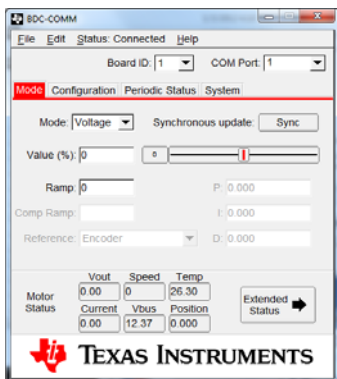 BDC-COMM
File Edit Status: Connected Help
Board ID: 1 COM Port: 1
Mode Configuration Periodic Status System
Mode: Voltage Synchronous update: Sync
Value (%): 0 0
Ramp: 0 P: 0.000
Comp Ramp: I: 0.000
Reference: Encoder D: 0.000
Vout Speed Temp
0.00 0 26.30
Motor Status Current Vbus Position Extended Status
0.00 12.37 0.000
TEXAS INSTRUMENTS